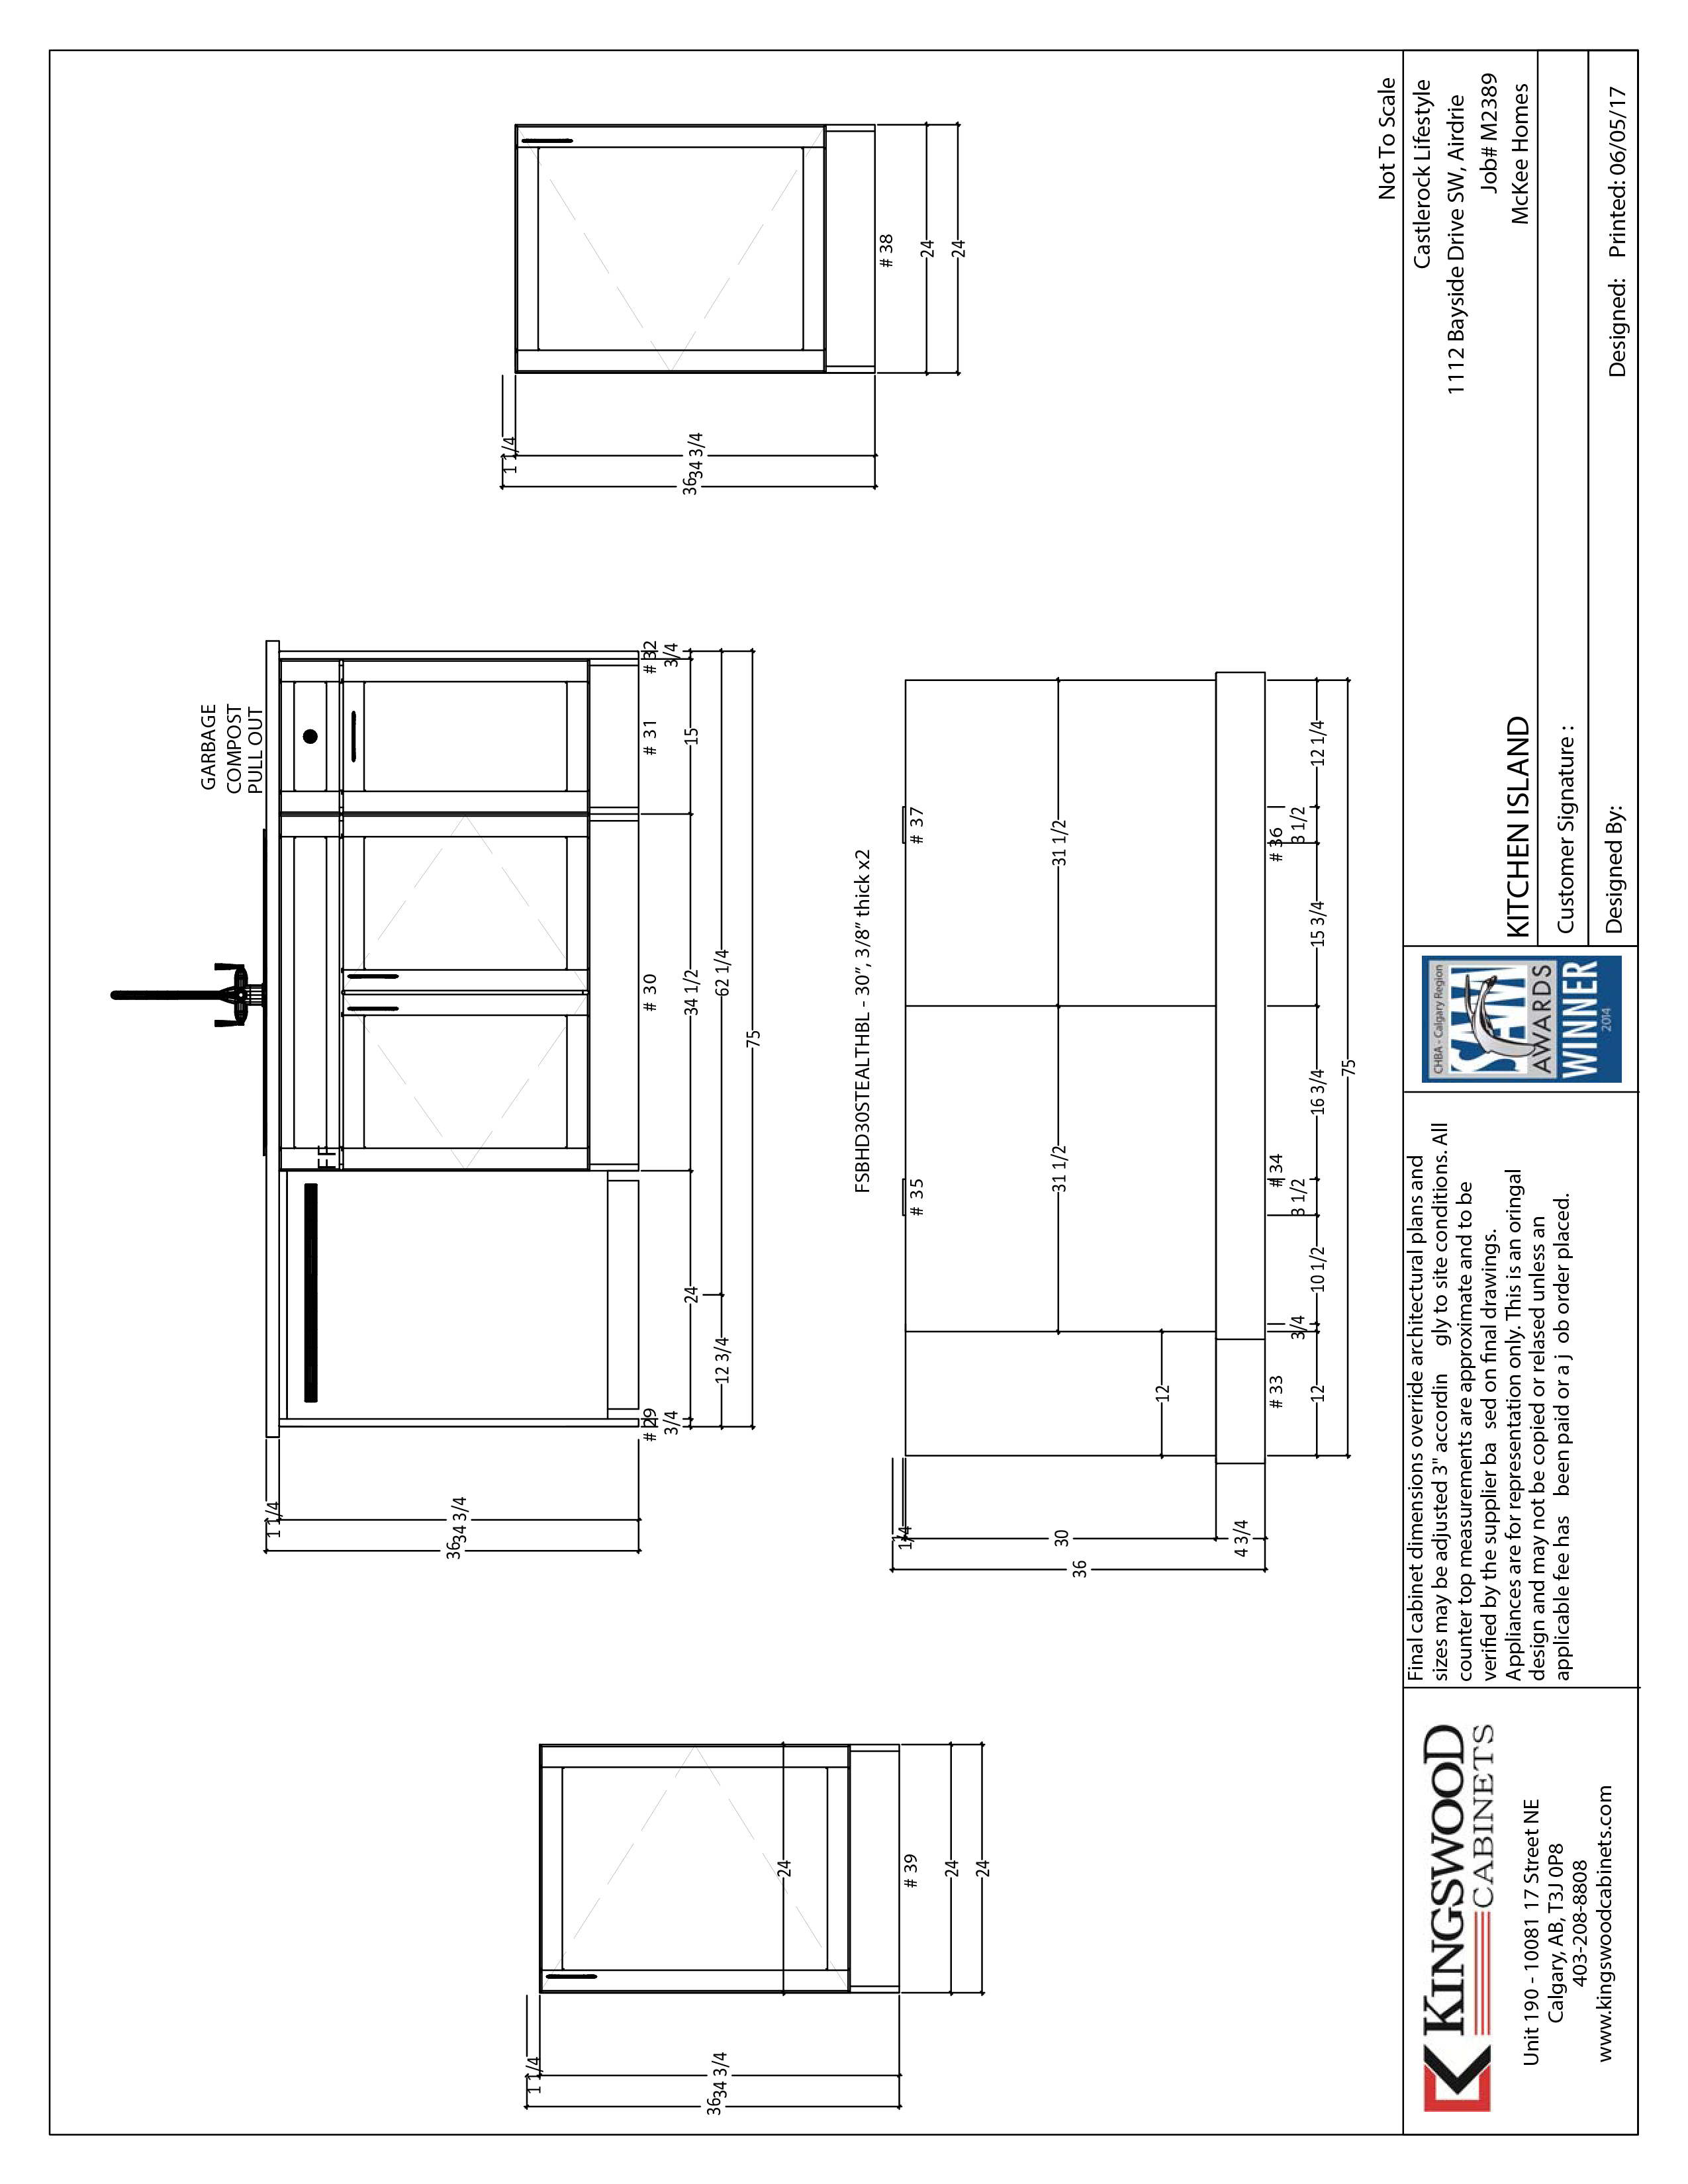 GARBAGE
COMPOST
PULL OUT
FF
# 29
# 30
# 31
# 32
3/4
24
34 1/2
15
3/4
12 3/4
62 1/4
75
1 1/4
34 3/4
36
# 38
24
24
1 1/4
34 3/4
36
24
# 39
24
24
1 1/4
34 3/4
36
FSBHD30STEALTHBL - 30”, 3/8” thick x2
# 35
# 37
31 1/2
31 1/2
12
# 33
# 34
# 36
3/4
3 1/2
3 1/2
12
10 1/2
16 3/4
15 3/4
12 1/4
75
1/4
30
4 3/4
36
Not To Scale
KINGSWOOD
CABINETS
Unit 190 - 10081 17 Street NE
Calgary, AB, T3J 0P8
403-208-8808
www.kingswoodcabinets.com
Final cabinet dimensions override architectural plans and
sizes may be adjusted 3" accordin gly to site conditions. All
counter top measurements are approximate and to be
verified by the supplier ba sed on final drawings.
Appliances are for representation only. This is an oringal
design and may not be copied or relased unless an
applicable fee has been paid or a j ob order placed.
CHBA - Calgary Region
SAM
AWARDS
WINNER
2014
Castlerock Lifestyle
1112 Bayside Drive SW, Airdrie
Job# M2389
McKee Homes
KITCHEN ISLAND
Customer Signature :
Designed By:
Designed: Printed: 06/05/17